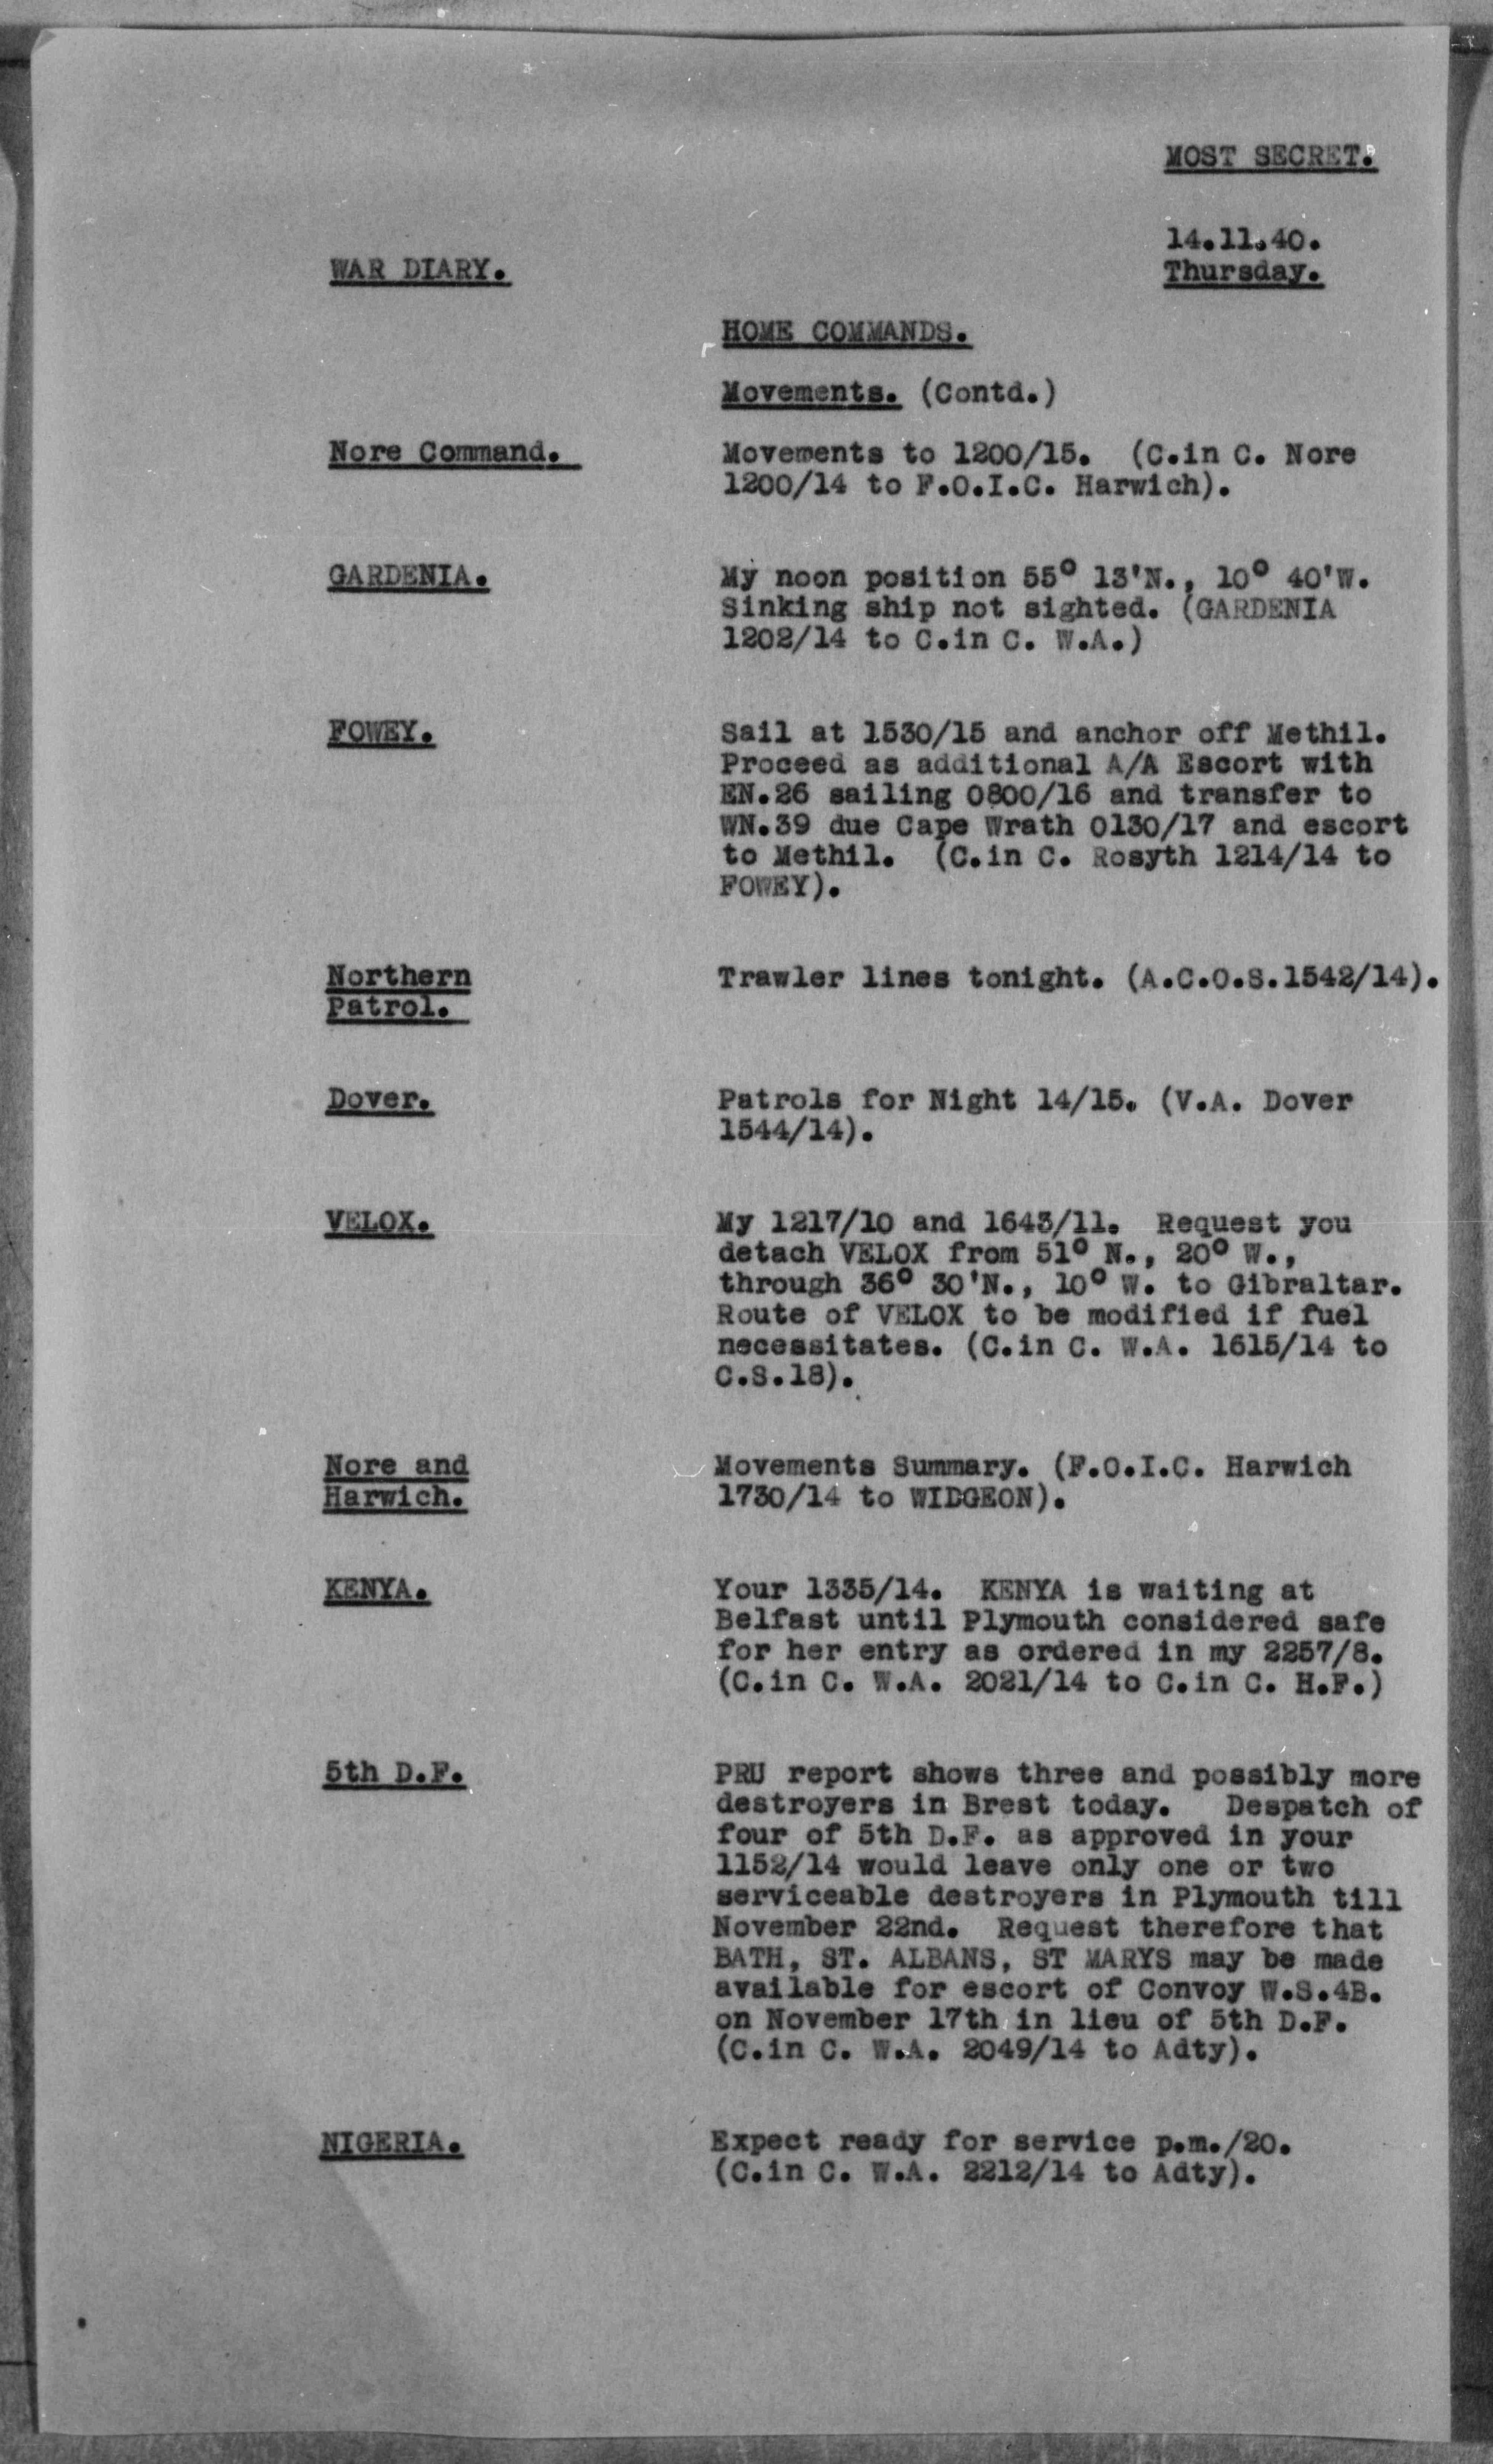 MOST SECRET.
14.11.40.
WAR DIARY.
Thursday.
HOME COMMANDS.
Movements. (Contd.)
Nore Command.
Movements to 1200/15. (C.in C. Nore
1200/14 to F.O.I.C. Harwich).
GARDENIA.
My noon position 55° 13'N., 10° 40'W.
Sinking ship not sighted. (GARDENIA
1202/14 to C.in C. W.A.)
FOWEY.
Sail at 1530/15 and anchor off Methil.
Proceed as additional A/A Escort with
EN.26 sailing 0800/16 and transfer to
WN.39 due Cape Wrath 0130/17 and escort
to Methil. (C.in C. Rosyth 1214/14 to
FOWEY).
Northern
Patrol.
Trawler lines tonight. (A.C.O.S.1542/14).
Dover.
Patrols for Night 14/15. (V.A. Dover
1544/14).
VELOX.
My 1217/10 and 1643/11. Request you
detach VELOX from 51° N., 20° W.,
through 36° 30'N., 10° W. to Gibraltar.
Route of VELOX to be modified if fuel
necessitates. (C.in C. W.A. 1615/14 to
C.S.18).
Nore and
Harwich.
Movements Summary. (F.O.I.C. Harwich
1730/14 to WIDGEON).
KENYA.
Your 1335/14. KENYA is waiting at
Belfast until Plymouth considered safe
for her entry as ordered in my 2257/8.
(C.in C. W.A. 2021/14 to C.in C. H.F.)
5th D.F.
PRU report shows three and possibly more
destroyers in Brest today. Despatch of
four of 5th D.F. as approved in your
1152/14 would leave only one or two
serviceable destroyers in Plymouth till
November 22nd. Request therefore that
BATH, ST. ALBANS, ST MARYS may be made
available for escort of Convoy W.S.4B.
on November 17th in lieu of 5th D.F.
(C.in C. W.A. 2049/14 to Adty).
NIGERIA.
Expect ready for service p.m./20.
(C.in C. W.A. 2212/14 to Adty).